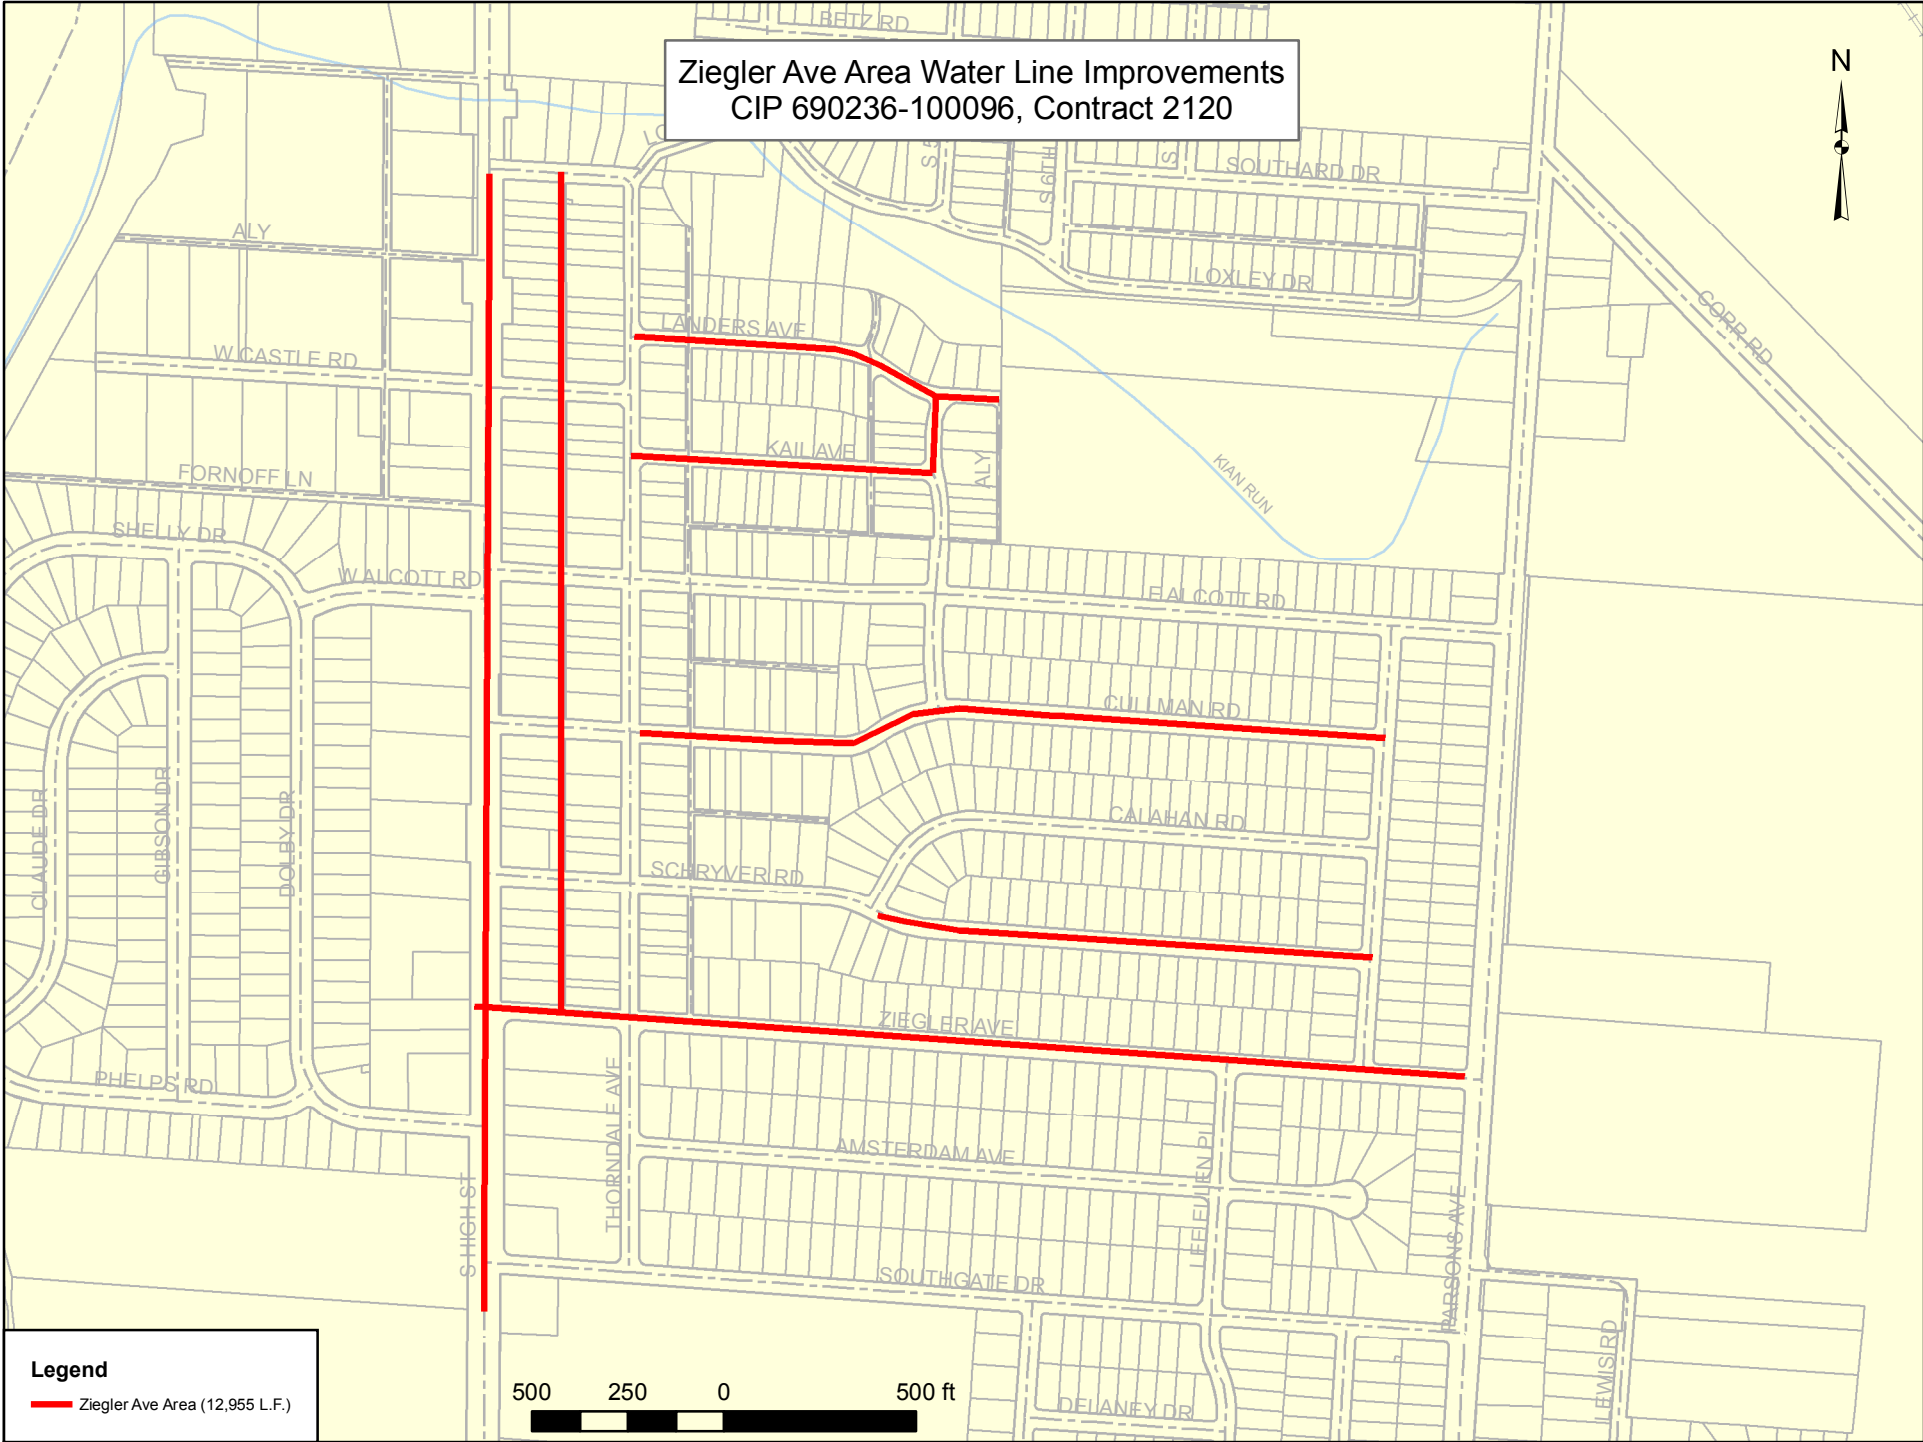 BETZ RD
Ziegler Ave Area Water Line Improvements
CIP 690236-100096, Contract 2120
N
S 6TH
SOUTHARD DR
ALY
LOXLEY DR
CORR RD
LANDERS AVE
W CASTLE RD
KAIL AVE
ALY
KIAN RUN
FORNOFF LN
SHELLY DR
W ALCOTT RD
E ALCOTT RD
CULLMAN RD
CLAUDE DR
GIBSON DR
DOLBY DR
CALAHAN RD
SCHRYVER RD
ZIEGLER AVE
PHELPS RD
THORNDALE AVE
AMSTERDAM AVE
LEFELLEN PL
S HIGH ST
PARSONS AVE
SOUTHGATE DR
LEWIS RD
DELANEY DR
Legend
Ziegler Ave Area (12,955 L.F.)
500 250 0 500 ft